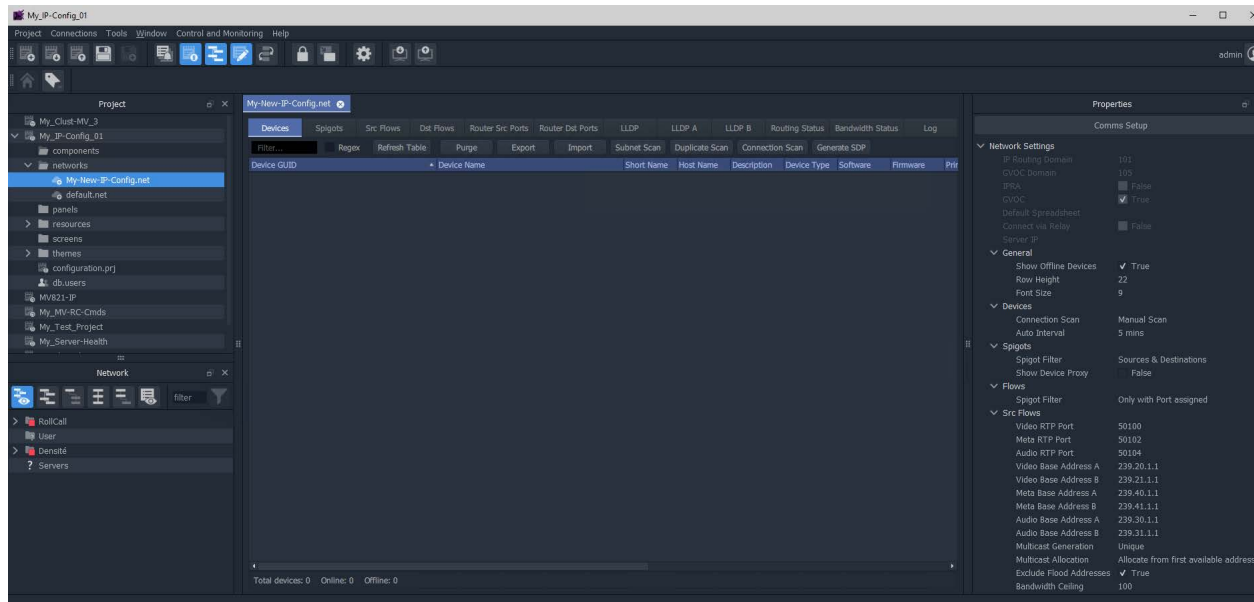 My_IP-Config_01
Project Connections Tools Window Control and Monitoring Help
admin
Project
My_Clust-MV_3
My_IP-Config_01
components
networks
My-New-IP-Config.net
default.net
panels
resources
screens
themes
configuration.prj
db.users
MV821-IP
My_MV-RC-Cmds
My_Test_Project
My_Server-Health
Network
filter
RollCall
User
Densité
? Servers
My-New-IP-Config.net
Devices Spigots Src Flows Dst Flows Router Src Ports Router Dst Ports LLDP LLDP A LLDP B Routing Status Bandwidth Status Log
Filter... Regex Refresh Table Purge Export Import Subnet Scan Duplicate Scan Connection Scan Generate SDP
Device GUID Device Name Short Name Host Name Description Device Type Software Firmware Prir
Total devices: 0 Online: 0 Offline: 0
Properties
Comms Setup
Network Settings
IP Routing Domain 101
GVOC Domain 105
IPRA False
GVOC True
Default Spreadsheet
Connect via Relay False
Server IP
General
Show Offline Devices True
Row Height 22
Font Size 9
Devices
Connection Scan Manual Scan
Auto Interval 5 mins
Spigots
Spigot Filter Sources & Destinations
Show Device Proxy False
Flows
Spigot Filter Only with Port assigned
Src Flows
Video RTP Port 50100
Meta RTP Port 50102
Audio RTP Port 50104
Video Base Address A 239.20.1.1
Video Base Address B 239.21.1.1
Meta Base Address A 239.40.1.1
Meta Base Address B 239.41.1.1
Audio Base Address A 239.30.1.1
Audio Base Address B 239.31.1.1
Multicast Generation Unique
Multicast Allocation Allocate from first available address
Exclude Flood Addresses True
Bandwidth Ceiling 100